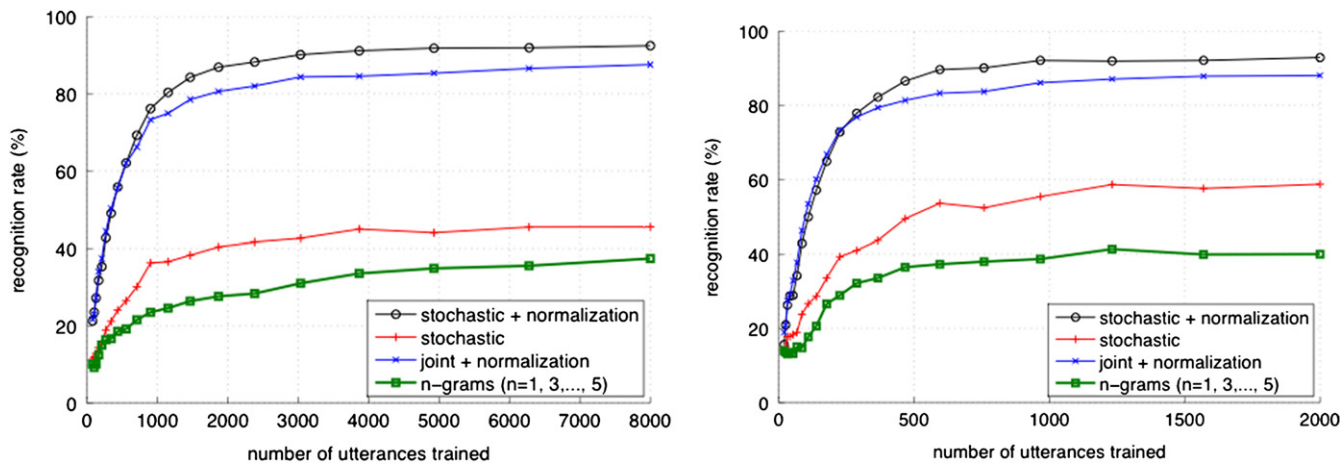 100
80
60
40
20
0
recognition rate (%)
0 1000 2000 3000 4000 5000 6000 7000 8000
number of utterances trained
stochastic + normalization
stochastic
joint + normalization
n-grams (n=1, 3,..., 5)
100
80
60
40
20
0
recognition rate (%)
0 500 1000 1500 2000
number of utterances trained
stochastic + normalization
stochastic
joint + normalization
n-grams (n=1, 3,..., 5)